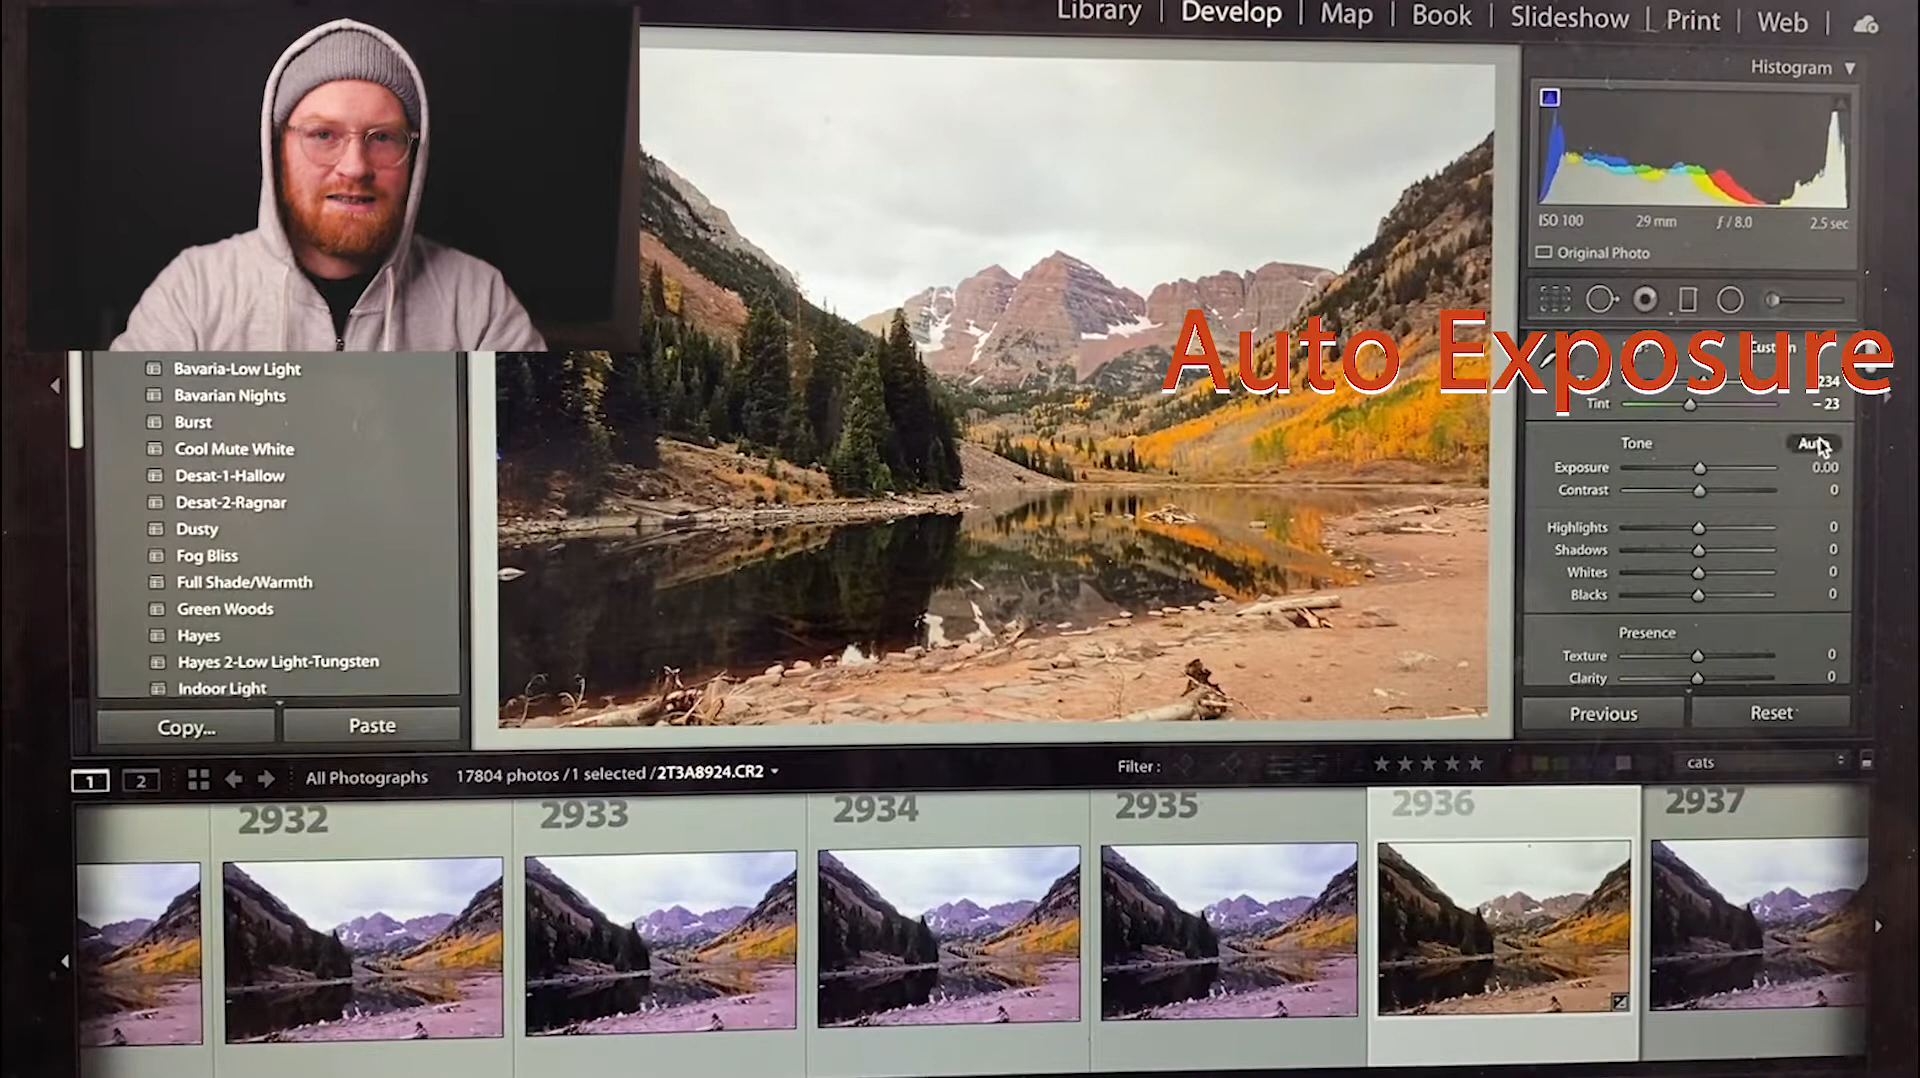 Library | Develop | Map | Book | Slideshow | Print | Web |
Histogram
ISO 100 29 mm ƒ / 8.0 2.5 sec
Original Photo
Auto Exposure
Custom
234
Tint – 23
Tone Auto
Exposure 0.00
Contrast 0
Highlights 0
Shadows 0
Whites 0
Blacks 0
Presence
Texture 0
Clarity 0
Previous Reset
Bavaria-Low Light
Bavarian Nights
Burst
Cool Mute White
Desat-1-Hallow
Desat-2-Ragnar
Dusty
Fog Bliss
Full Shade/Warmth
Green Woods
Hayes
Hayes 2-Low Light-Tungsten
Indoor Light
Copy... Paste
1 2 All Photographs 17804 photos / 1 selected / 2T3A8924.CR2 Filter : cats
2932 2933 2934 2935 2936 2937